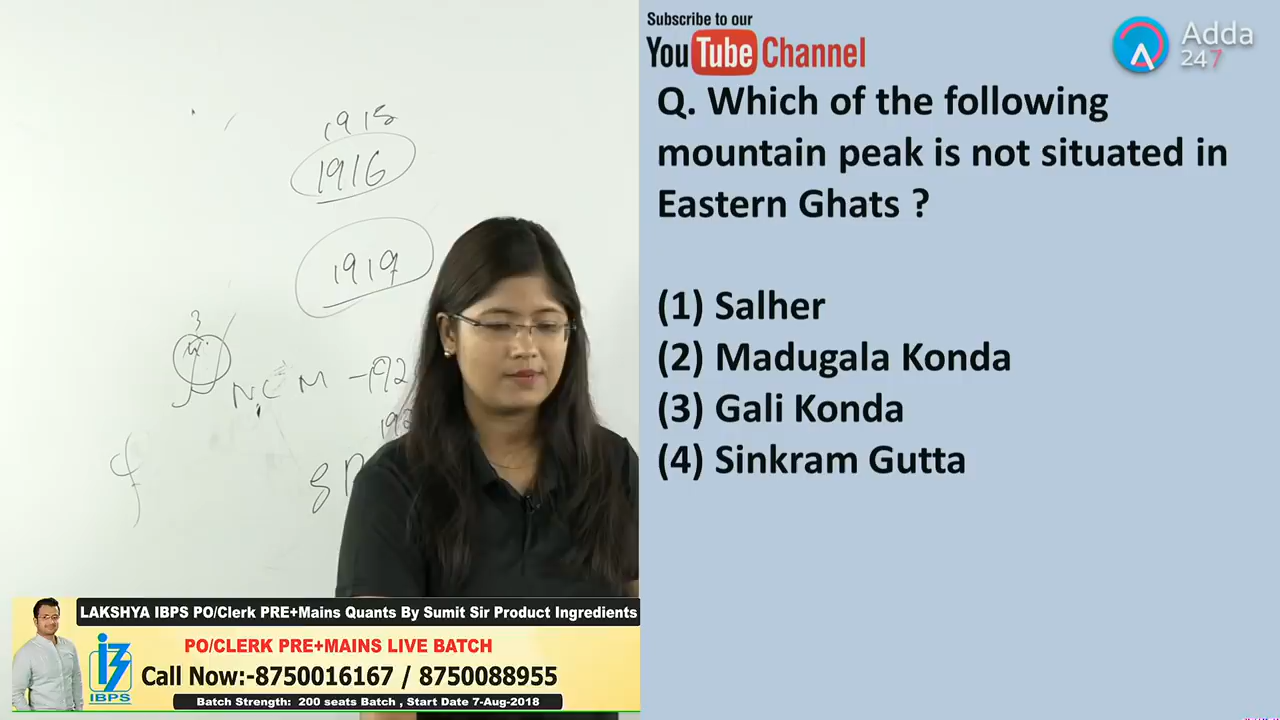 1915
1916
1919
3
NCM - 192
Subscribe to our
YouTube Channel
Adda
247
Q. Which of the following
mountain peak is not situated in
Eastern Ghats ?
(1) Salher
(2) Madugala Konda
(3) Gali Konda
(4) Sinkram Gutta
LAKSHYA IBPS PO/Clerk PRE+Mains Quants By Sumit Sir Product Ingredients
PO/CLERK PRE+MAINS LIVE BATCH
IBPS
Call Now:-8750016167 / 8750088955
Batch Strength: 200 seats Batch , Start Date 7-Aug-2018